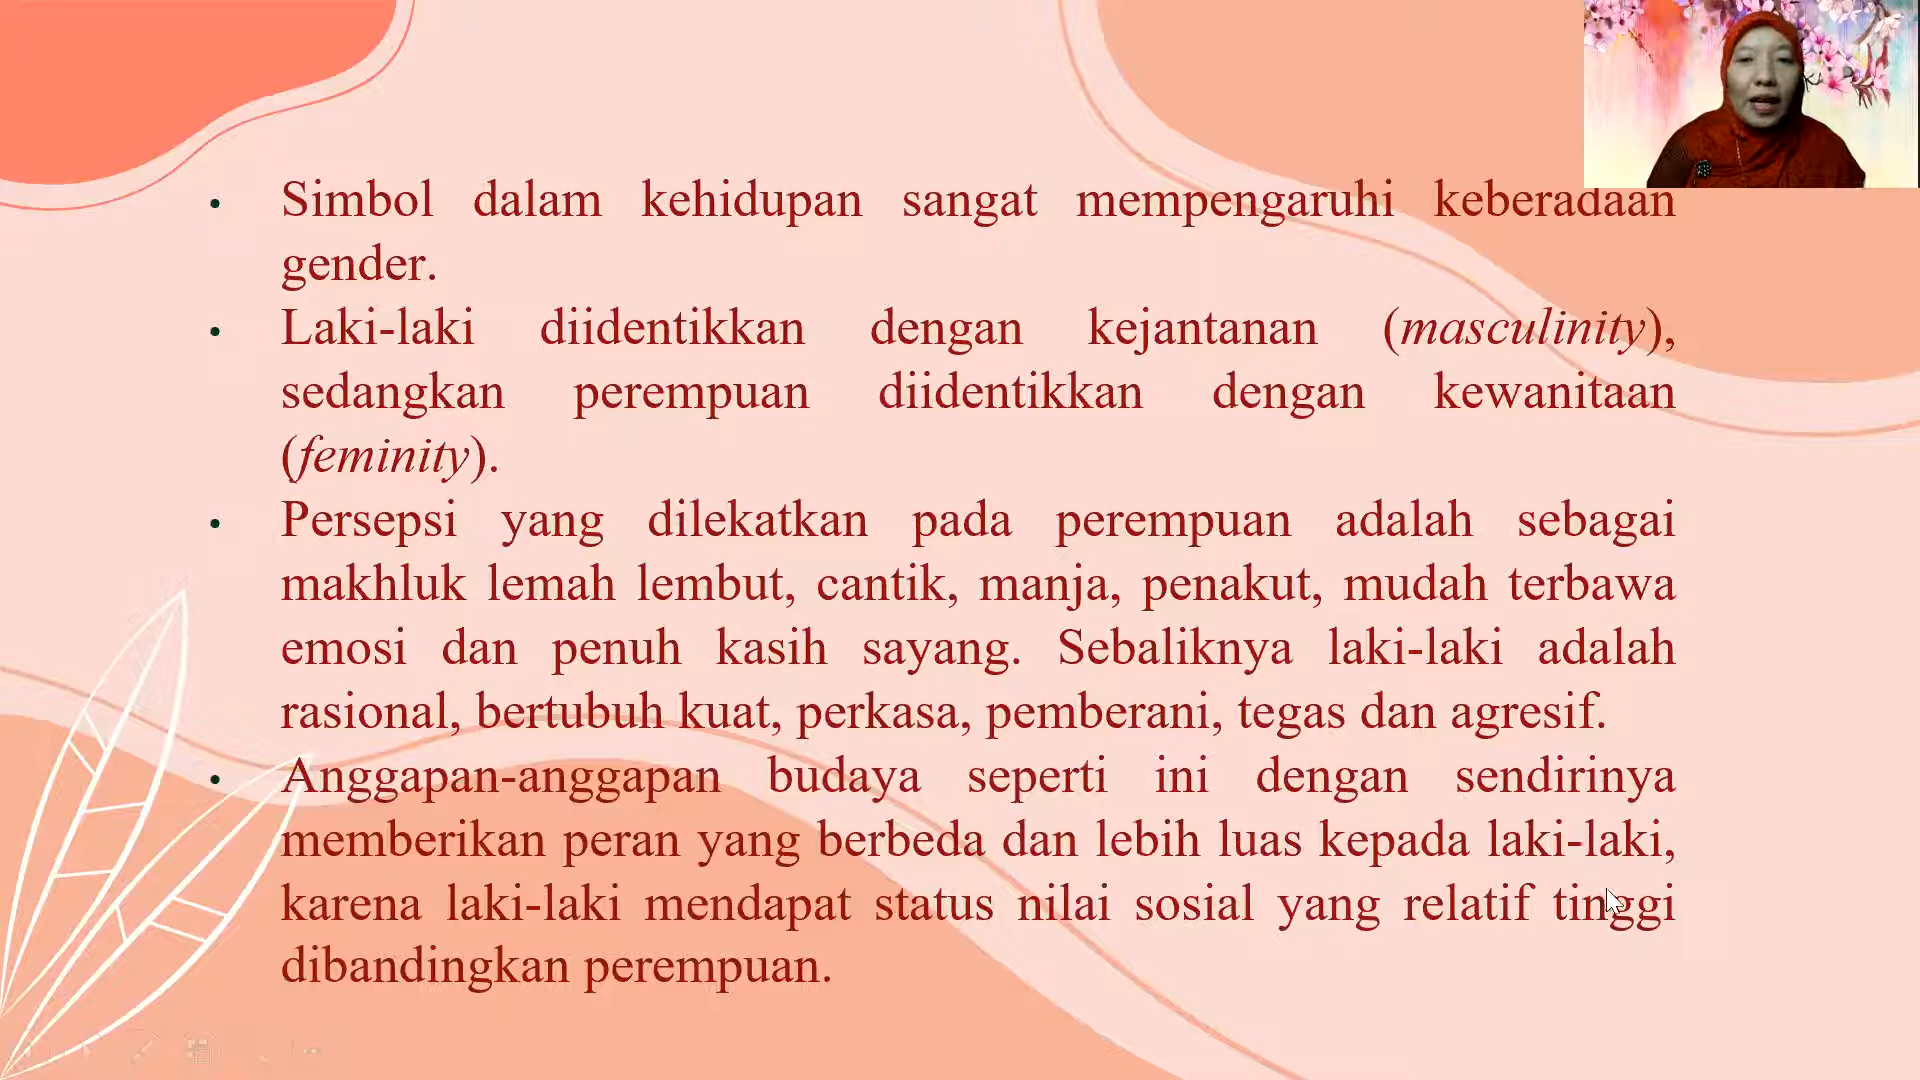 • Simbol dalam kehidupan sangat mempengaruhi keberadaan
gender.
• Laki-laki diidentikkan dengan kejantanan (masculinity),
sedangkan perempuan diidentikkan dengan kewanitaan
(feminity).
• Persepsi yang dilekatkan pada perempuan adalah sebagai
makhluk lemah lembut, cantik, manja, penakut, mudah terbawa
emosi dan penuh kasih sayang. Sebaliknya laki-laki adalah
rasional, bertubuh kuat, perkasa, pemberani, tegas dan agresif.
• Anggapan-anggapan budaya seperti ini dengan sendirinya
memberikan peran yang berbeda dan lebih luas kepada laki-laki,
karena laki-laki mendapat status nilai sosial yang relatif tinggi
dibandingkan perempuan.